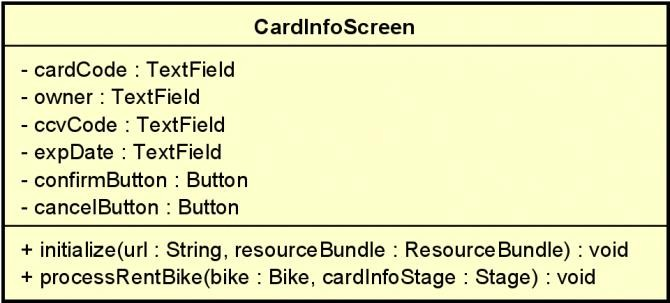 CardInfoScreen
- cardCode : TextField
- owner : TextField
- ccvCode : TextField
- expDate : TextField
- confirmButton : Button
- cancelButton : Button
+ initialize(url : String, resourceBundle : ResourceBundle) : void
+ processRentBike(bike : Bike, cardInfoStage : Stage) : void